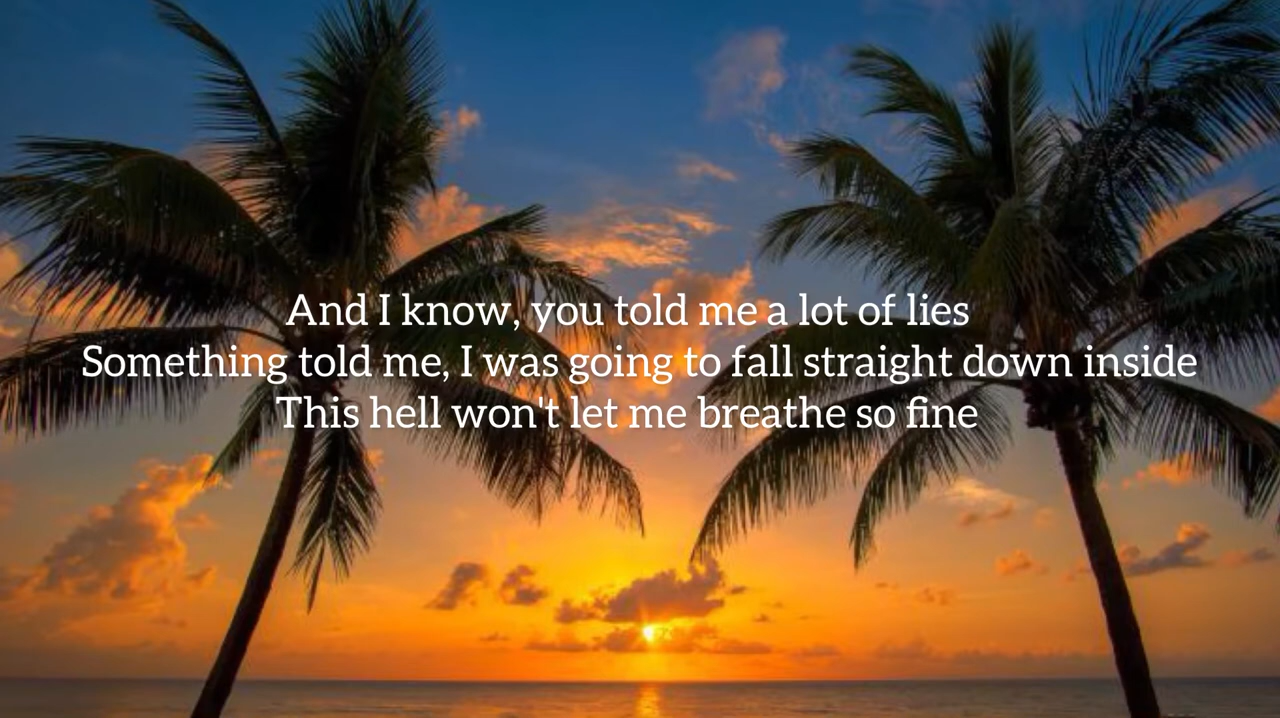 And I know, you told me a lot of lies
Something told me, I was going to fall straight down inside
This hell won't let me breathe so fine